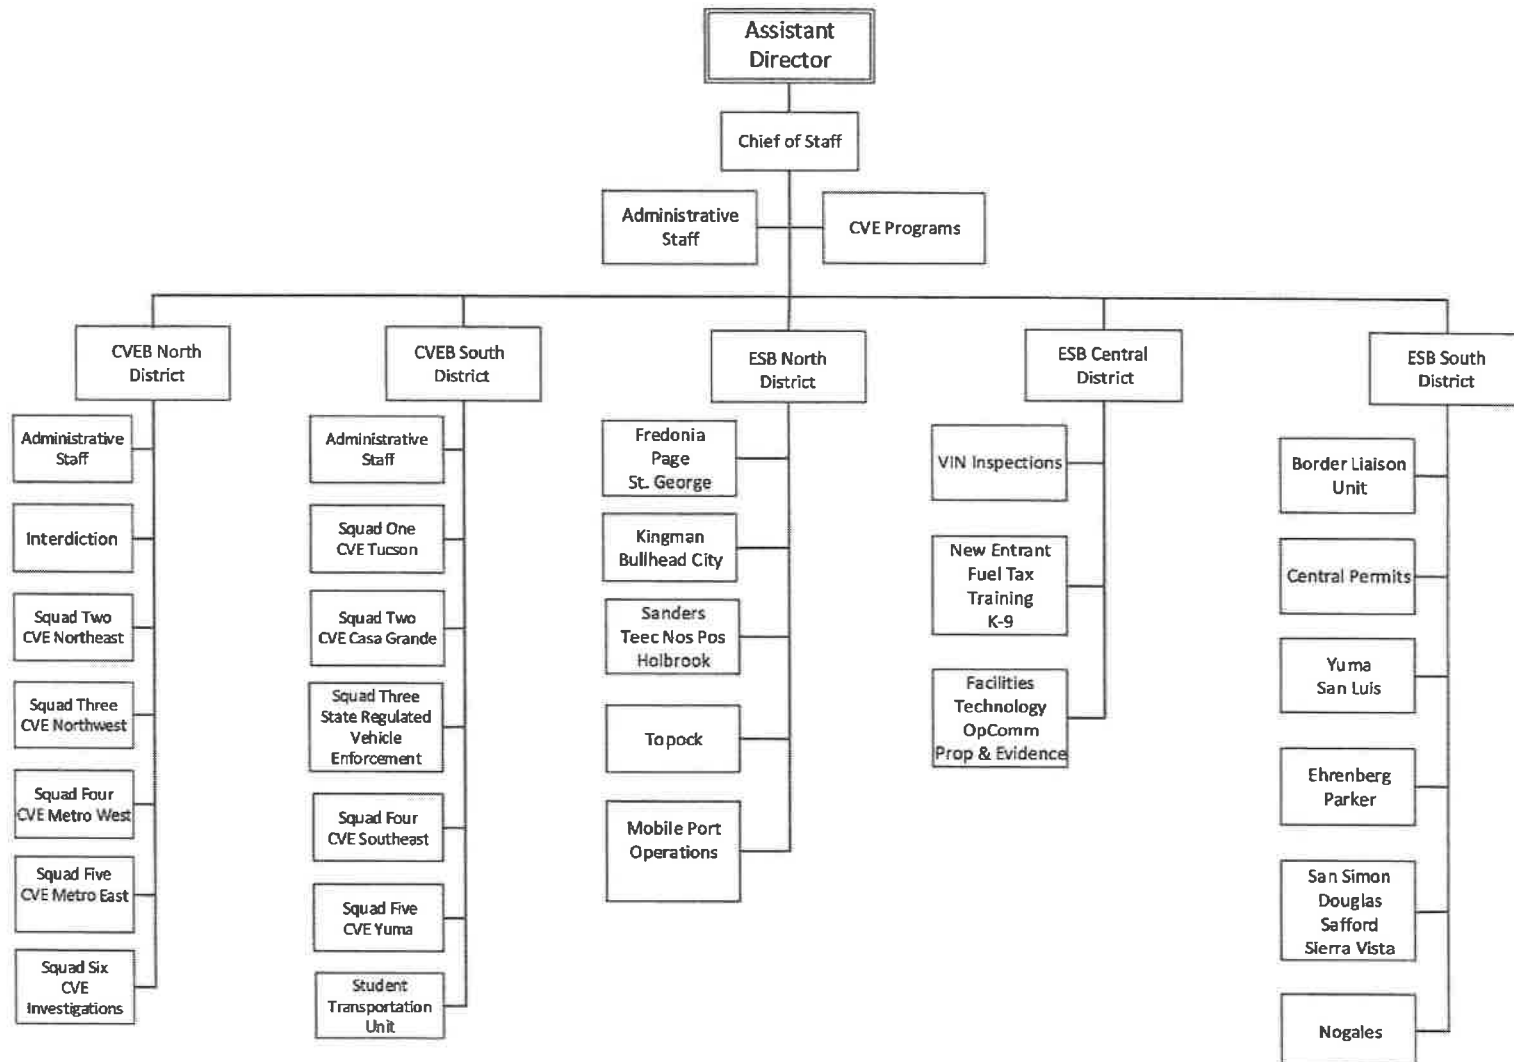 Assistant
Director
Chief of Staff
Administrative
Staff
CVE Programs
CVEB North
District
CVEB South
District
ESB North
District
ESB Central
District
ESB South
District
Administrative
Staff
Interdiction
Squad Two
CVE Northeast
Squad Three
CVE Northwest
Squad Four
CVE Metro West
Squad Five
CVE Metro East
Squad Six
CVE
Investigations
Administrative
Staff
Squad One
CVE Tucson
Squad Two
CVE Casa Grande
Squad Three
State Regulated
Vehicle
Enforcement
Squad Four
CVE Southeast
Squad Five
CVE Yuma
Student
Transportation
Unit
Fredonia
Page
St. George
Kingman
Bullhead City
Sanders
Teec Nos Pos
Holbrook
Topock
Mobile Port
Operations
VIN Inspections
New Entrant
Fuel Tax
Training
K-9
Facilities
Technology
OpComm
Prop & Evidence
Border Liaison
Unit
Central Permits
Yuma
San Luis
Ehrenberg
Parker
San Simon
Douglas
Safford
Sierra Vista
Nogales